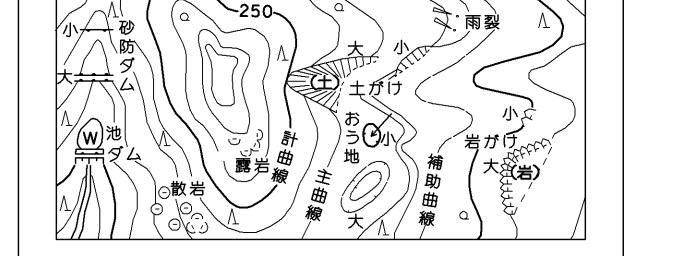 250
小
砂防ダム
大
雨裂
大
小
(土)
土がけ
小
W
池
ダム
おう地
小
岩がけ
大
(岩)
露岩
計曲線
主曲線
補助曲線
散岩
大